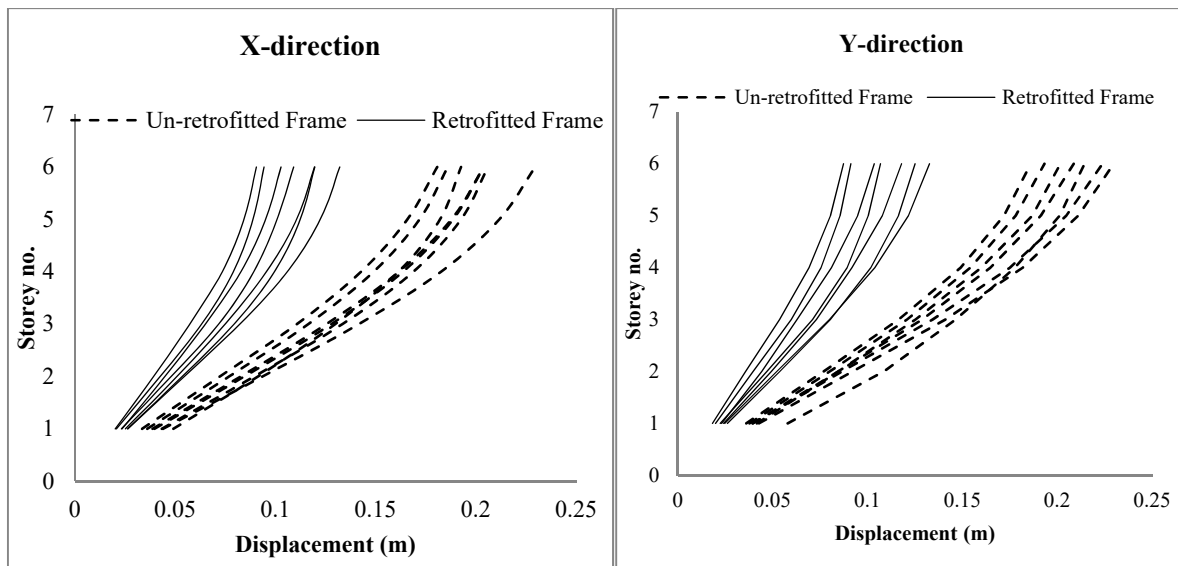 X-direction
Un-retrofitted Frame Retrofitted Frame
7
6
5
4
3
2
1
0
Storey no.
0 0.05 0.1 0.15 0.2 0.25
Displacement (m)
Y-direction
Un-retrofitted Frame Retrofitted Frame
7
6
5
4
3
2
1
0
Storey no.
0 0.05 0.1 0.15 0.2 0.25
Displacement (m)